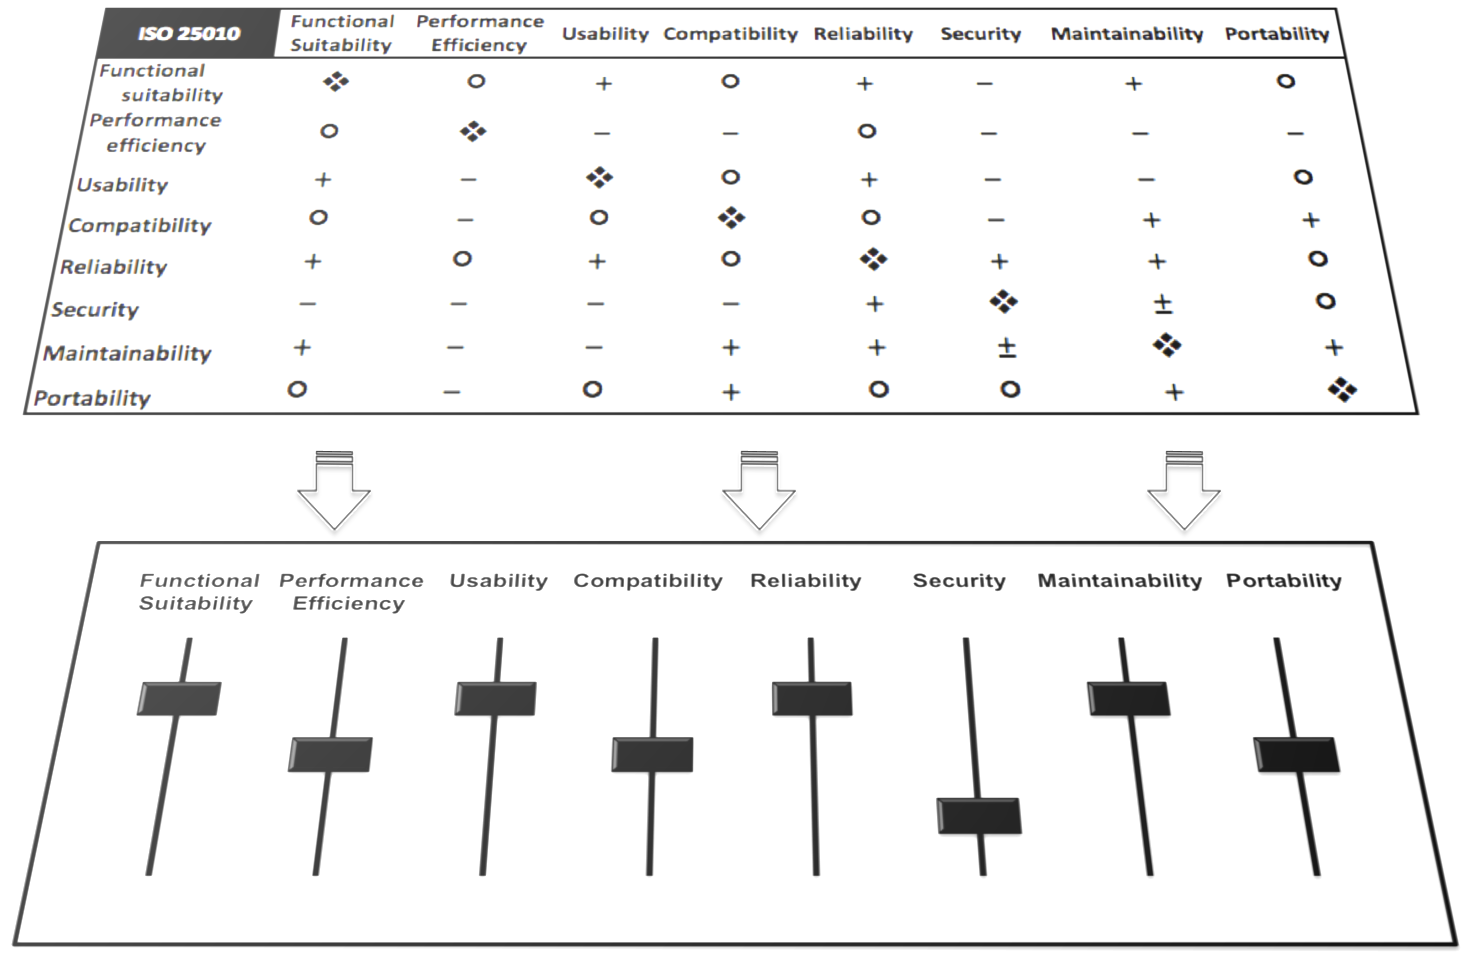 ISO 25010 Functional Suitability Performance Efficiency Usability Compatibility Reliability Security Maintainability Portability
Functional suitability ❖ O + O + − + O
Performance efficiency O ❖ − − O − − −
Usability + − ❖ O + − − O
Compatibility O − O ❖ O − + +
Reliability + O + O ❖ + + O
Security − − − − + ❖ ± O
Maintainability + − − + + ± ❖ +
Portability O − O + O O + ❖
Functional Performance Usability Compatibility Reliability Security Maintainability Portability
Suitability Efficiency